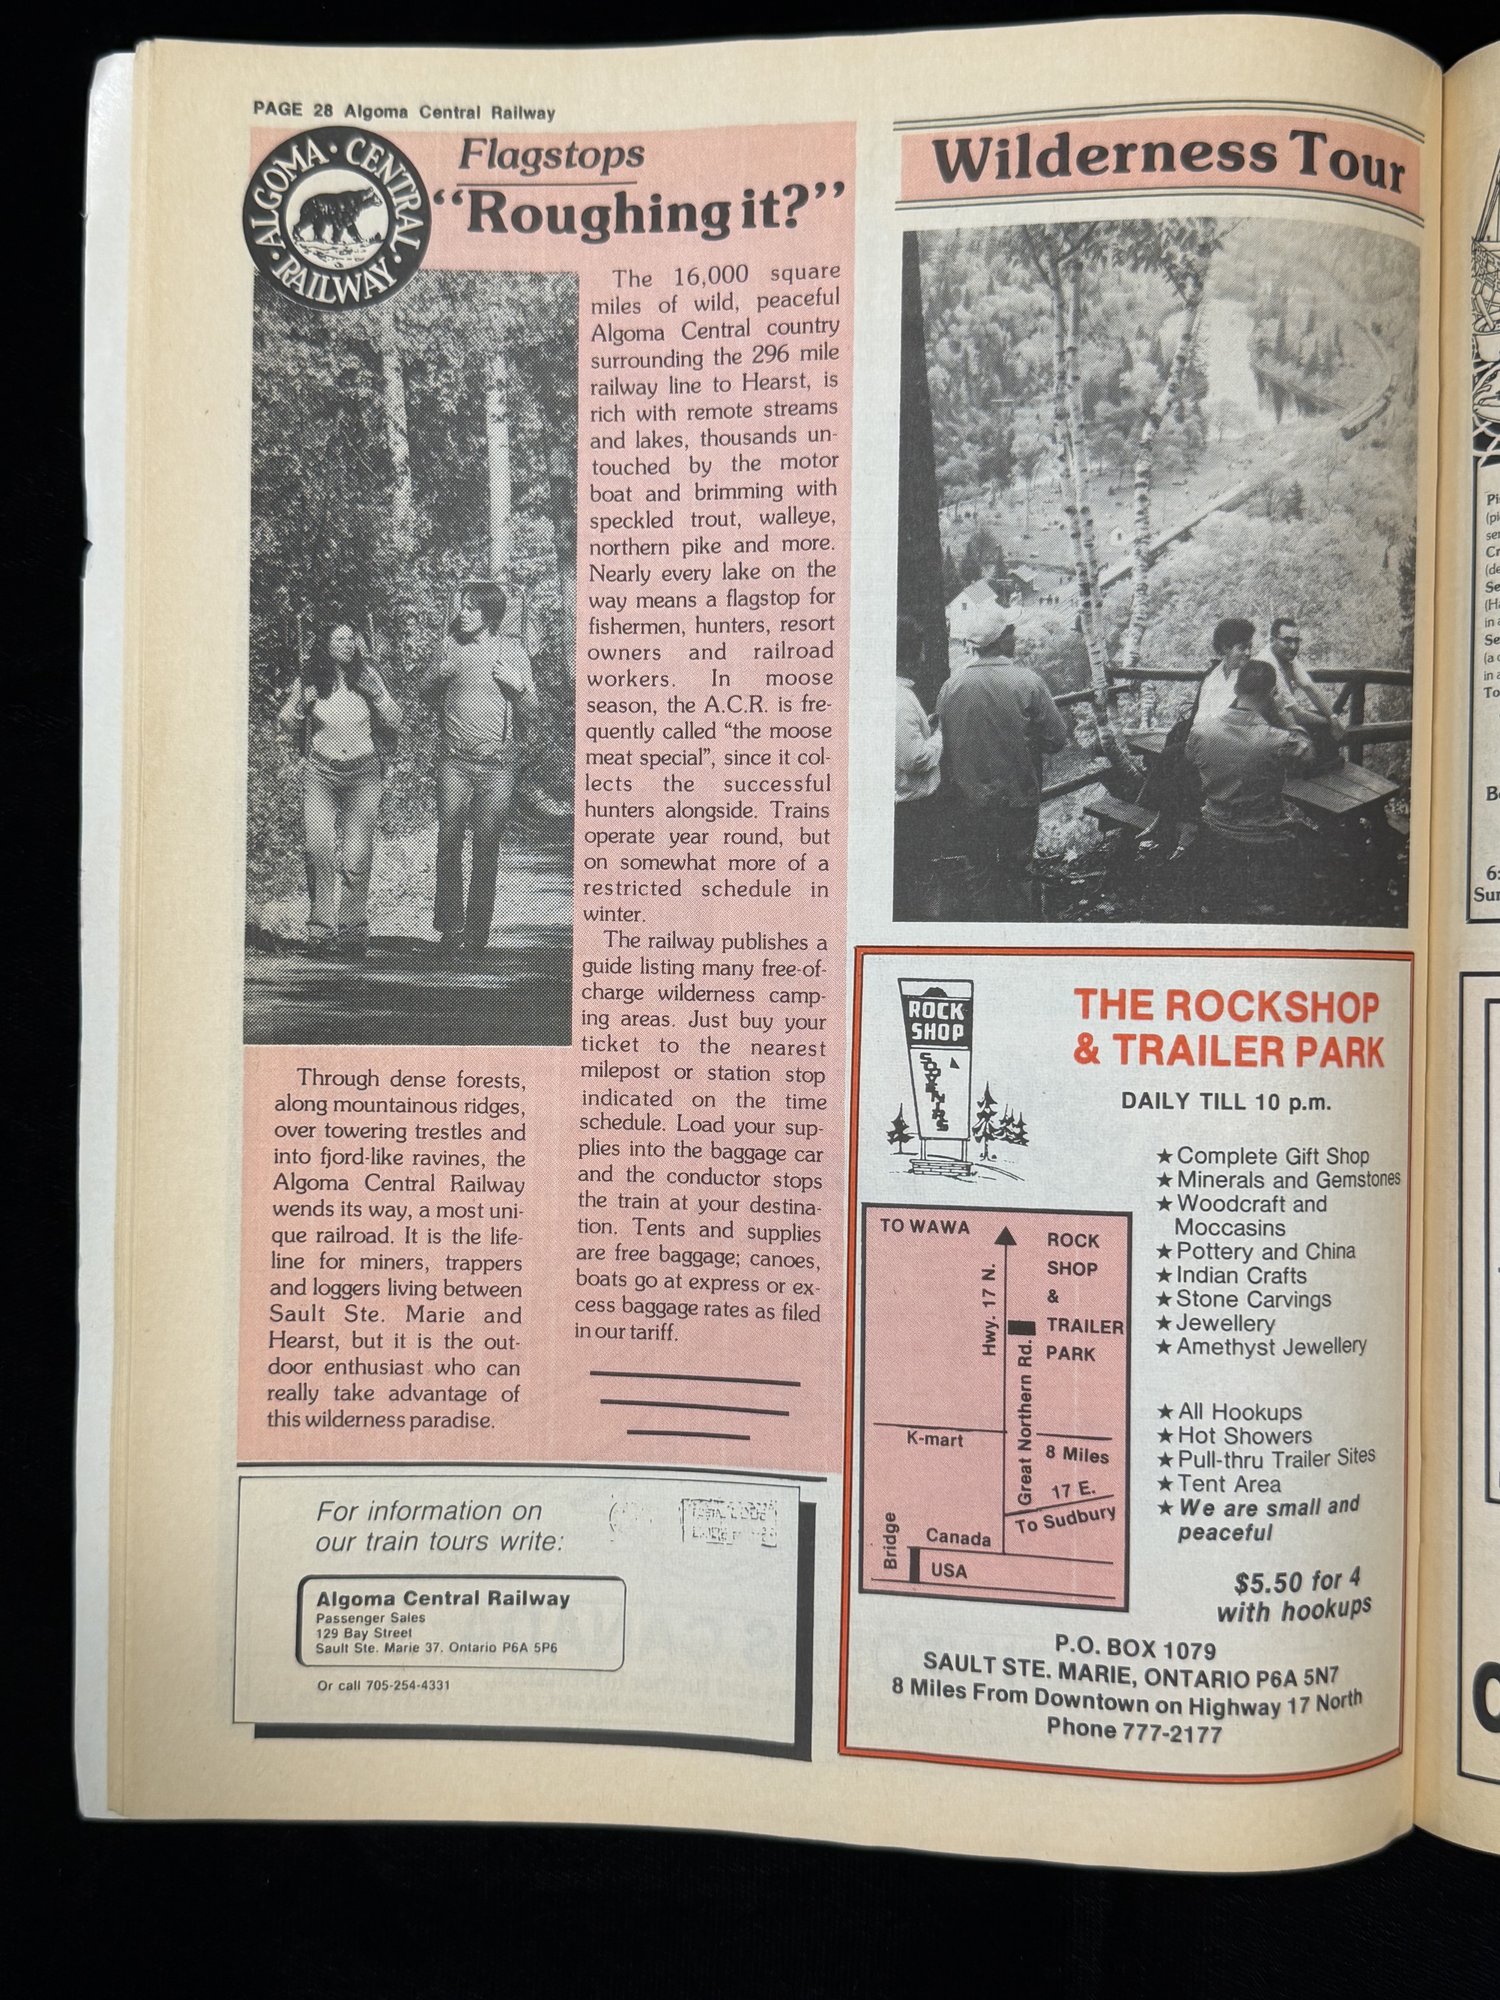 PAGE 28 Algoma Central Railway
ALGOMA · CENTRAL
· RAILWAY ·
Flagstops
“Roughing it?”
Through dense forests,
along mountainous ridges,
over towering trestles and
into fjord-like ravines, the
Algoma Central Railway
wends its way, a most uni-
que railroad. It is the life-
line for miners, trappers
and loggers living between
Sault Ste. Marie and
Hearst, but it is the out-
door enthusiast who can
really take advantage of
this wilderness paradise.
The 16,000 square
miles of wild, peaceful
Algoma Central country
surrounding the 296 mile
railway line to Hearst, is
rich with remote streams
and lakes, thousands un-
touched by the motor
boat and brimming with
speckled trout, walleye,
northern pike and more.
Nearly every lake on the
way means a flagstop for
fishermen, hunters, resort
owners and railroad
workers. In moose
season, the A.C.R. is fre-
quently called “the moose
meat special”, since it col-
lects the successful
hunters alongside. Trains
operate year round, but
on somewhat more of a
restricted schedule in
winter.
The railway publishes a
guide listing many free-of-
charge wilderness camp-
ing areas. Just buy your
ticket to the nearest
milepost or station stop
indicated on the time
schedule. Load your sup-
plies into the baggage car
and the conductor stops
the train at your destina-
tion. Tents and supplies
are free baggage; canoes,
boats go at express or ex-
cess baggage rates as filed
in our tariff.
For information on
our train tours write:
Algoma Central Railway
Passenger Sales
129 Bay Street
Sault Ste. Marie 37. Ontario P6A 5P6
Or call 705-254-4331
Wilderness Tour
ROCK
SHOP
SOUVENIRS
THE ROCKSHOP
& TRAILER PARK
DAILY TILL 10 p.m.
★ Complete Gift Shop
★ Minerals and Gemstones
★ Woodcraft and
Moccasins
★ Pottery and China
★ Indian Crafts
★ Stone Carvings
★ Jewellery
★ Amethyst Jewellery
★ All Hookups
★ Hot Showers
★ Pull-thru Trailer Sites
★ Tent Area
★ We are small and
peaceful
$5.50 for 4
with hookups
TO WAWA
Hwy. 17 N.
ROCK
SHOP
&
TRAILER
PARK
Great Northern Rd.
K-mart
8 Miles
17 E.
To Sudbury
Bridge
Canada
USA
P.O. BOX 1079
SAULT STE. MARIE, ONTARIO P6A 5N7
8 Miles From Downtown on Highway 17 North
Phone 777-2177